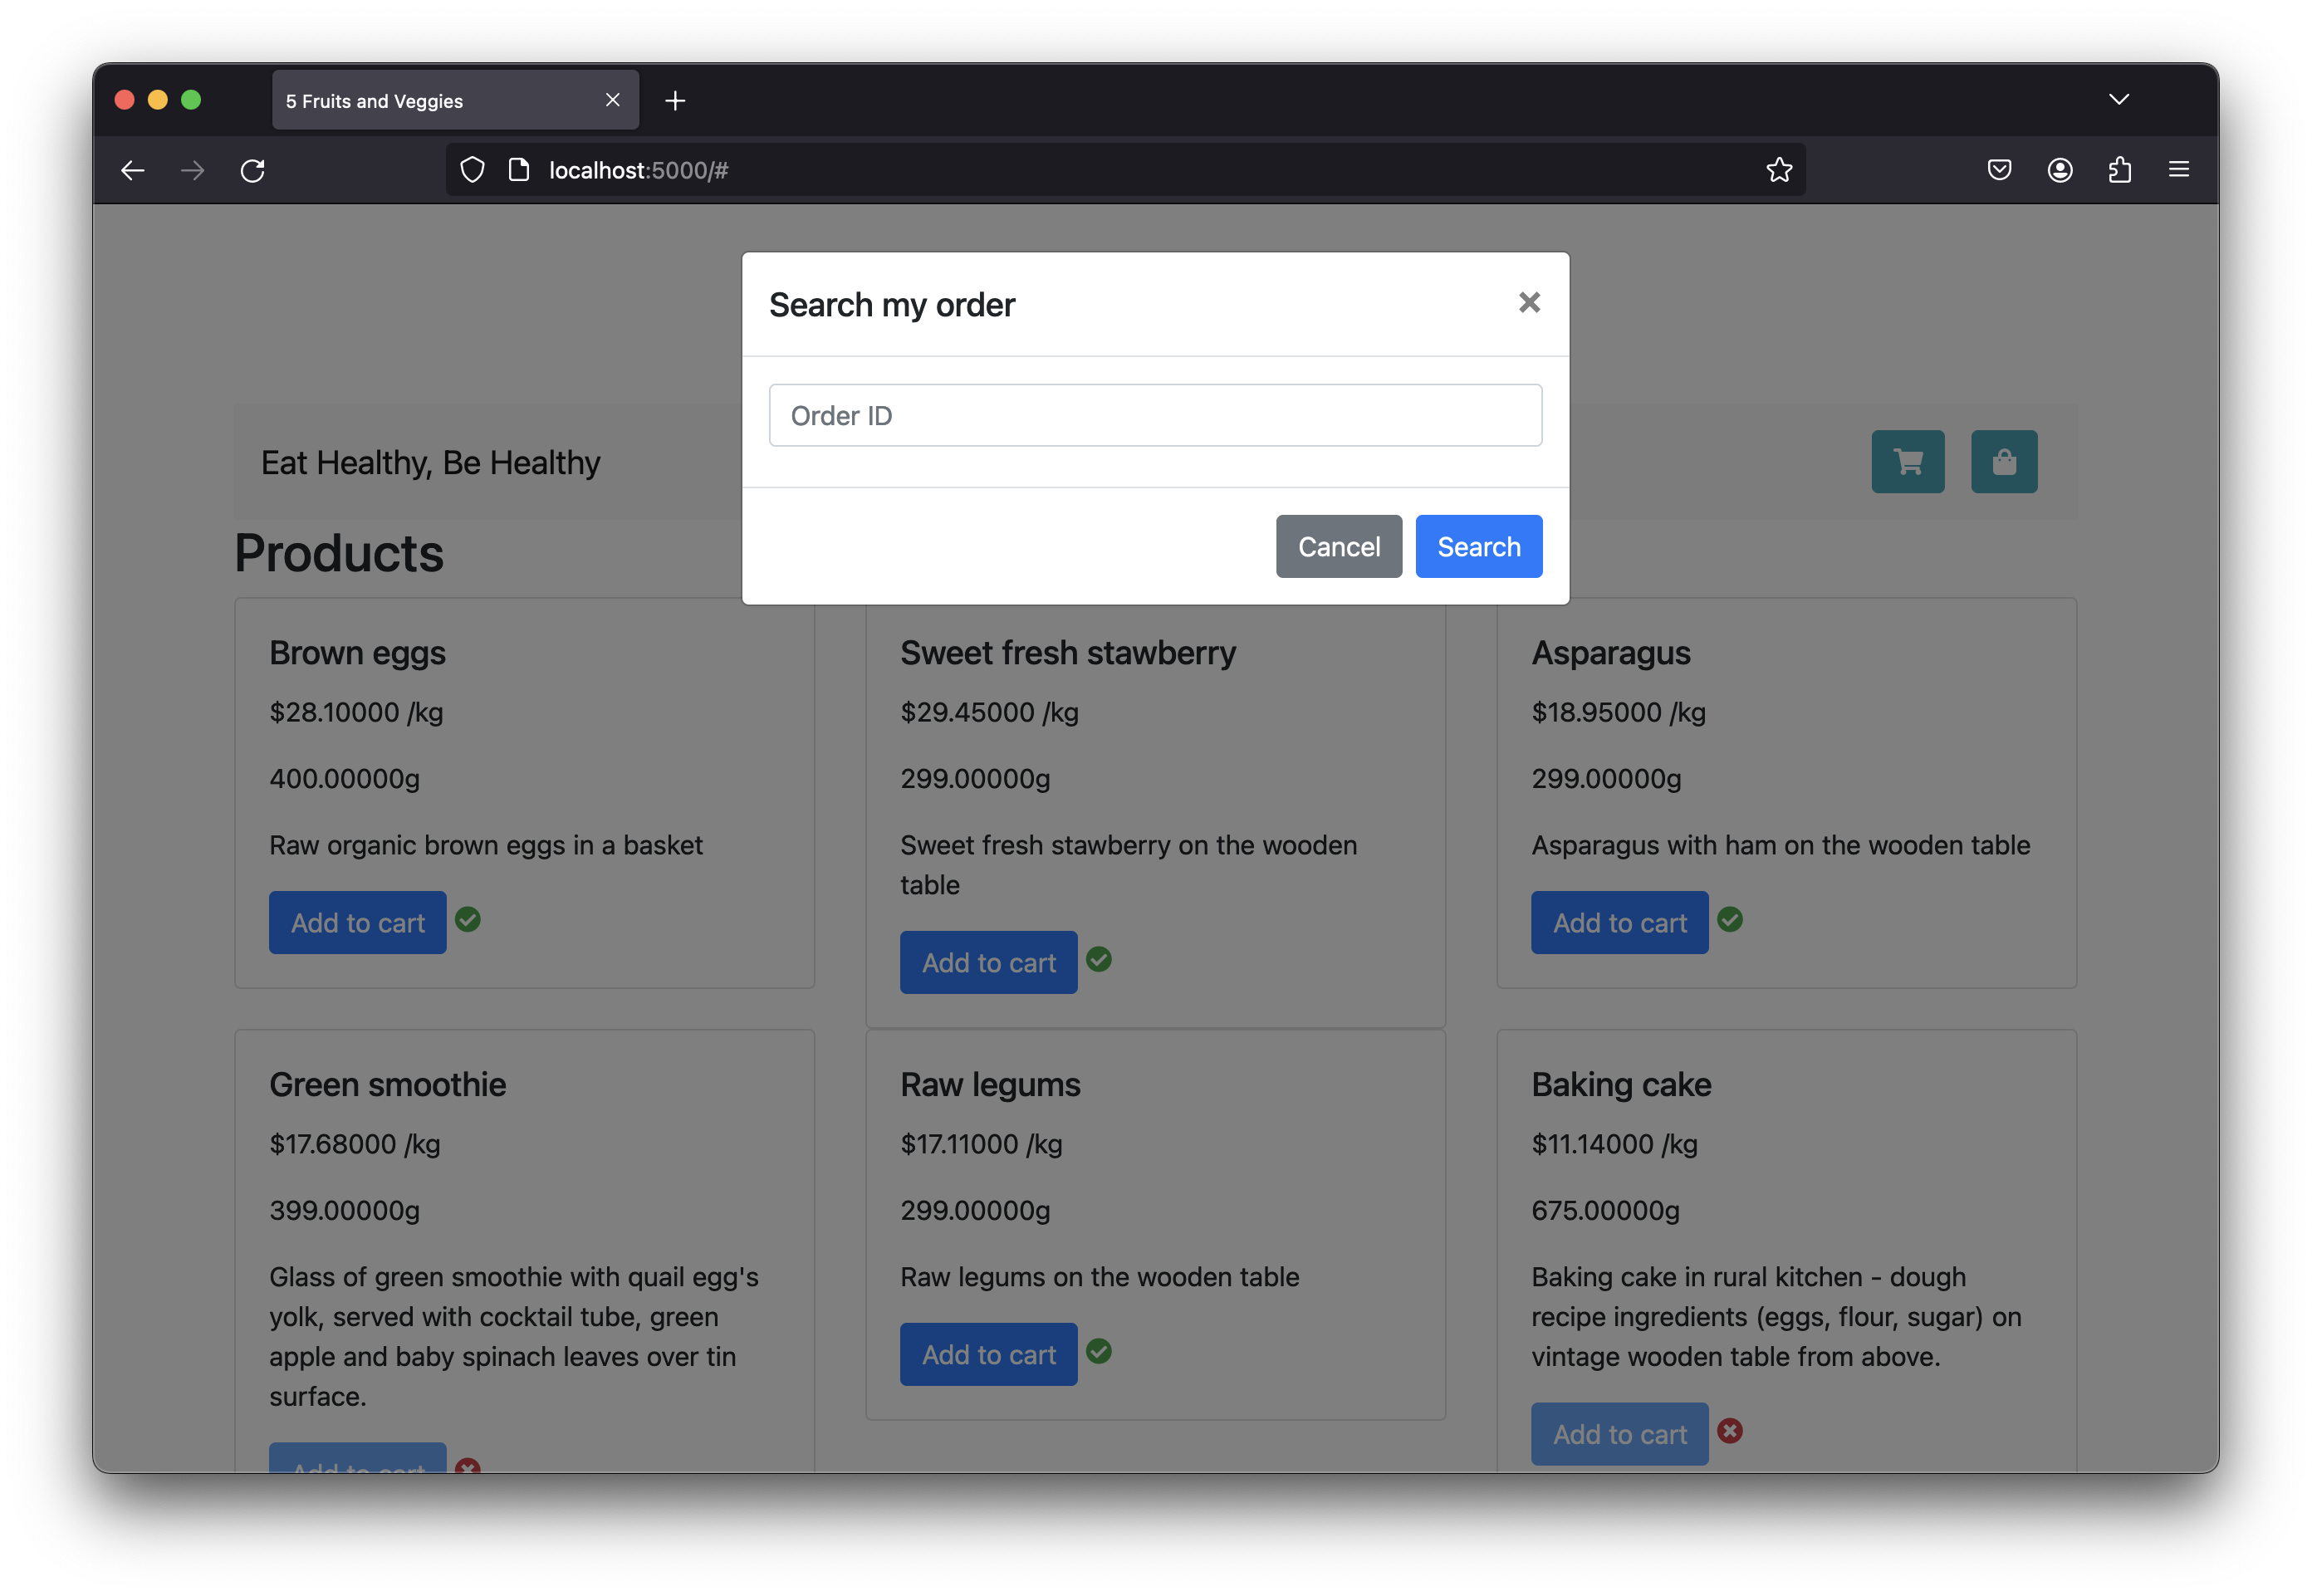 5 Fruits and Veggies
localhost:5000/#
Search my order
Order ID
Cancel
Search
Eat Healthy, Be Healthy
Products
Brown eggs
$28.10000 /kg
400.00000g
Raw organic brown eggs in a basket
Add to cart
Sweet fresh stawberry
$29.45000 /kg
299.00000g
Sweet fresh stawberry on the wooden
table
Add to cart
Asparagus
$18.95000 /kg
299.00000g
Asparagus with ham on the wooden table
Add to cart
Green smoothie
$17.68000 /kg
399.00000g
Glass of green smoothie with quail egg's
yolk, served with cocktail tube, green
apple and baby spinach leaves over tin
surface.
Add to cart
Raw legums
$17.11000 /kg
299.00000g
Raw legums on the wooden table
Add to cart
Baking cake
$11.14000 /kg
675.00000g
Baking cake in rural kitchen - dough
recipe ingredients (eggs, flour, sugar) on
vintage wooden table from above.
Add to cart